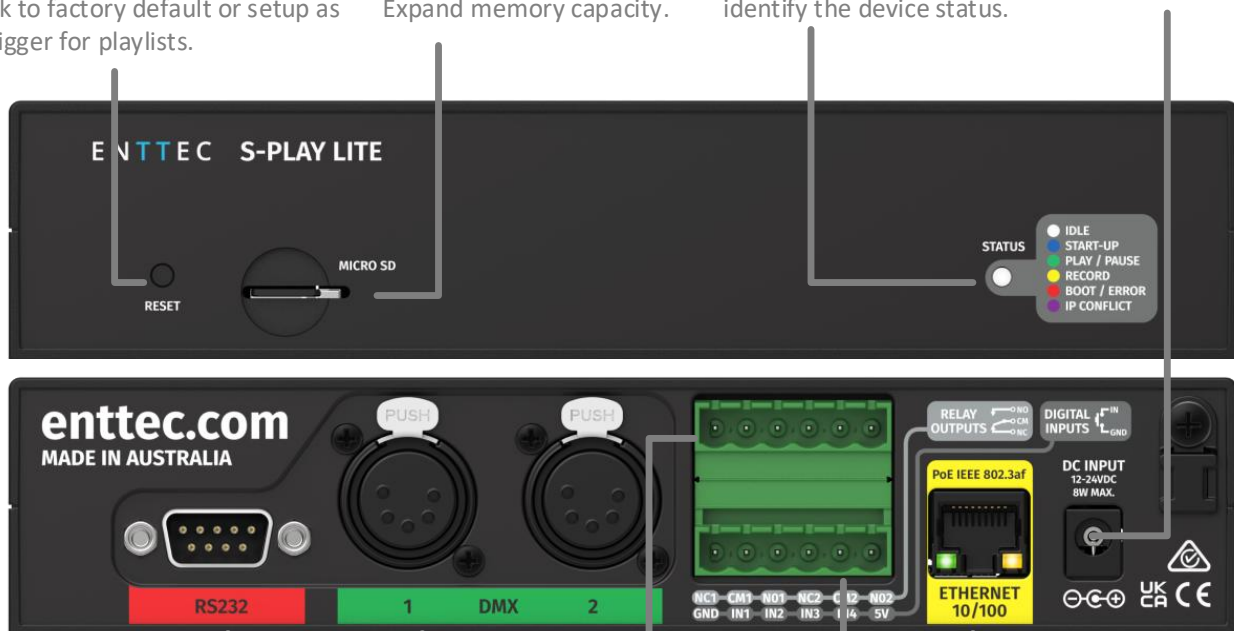 k to factory default or setup as
igger for playlists.
Expand memory capacity.
identify the device status.
ENTTEC S-PLAY LITE
RESET
MICRO SD
STATUS
IDLE
START-UP
PLAY / PAUSE
RECORD
BOOT / ERROR
IP CONFLICT
enttec.com
MADE IN AUSTRALIA
PUSH
PUSH
RELAY
OUTPUTS
NO
CM
NC
DIGITAL
INPUTS
IN
GND
PoE IEEE 802.3af
DC INPUT
12-24VDC
8W MAX.
RS232
1 DMX 2
NC1 CM1 NO1 NC2 CM2 NO2
GND IN1 IN2 IN3 IN4 5V
ETHERNET
10/100
UK
CA
CE